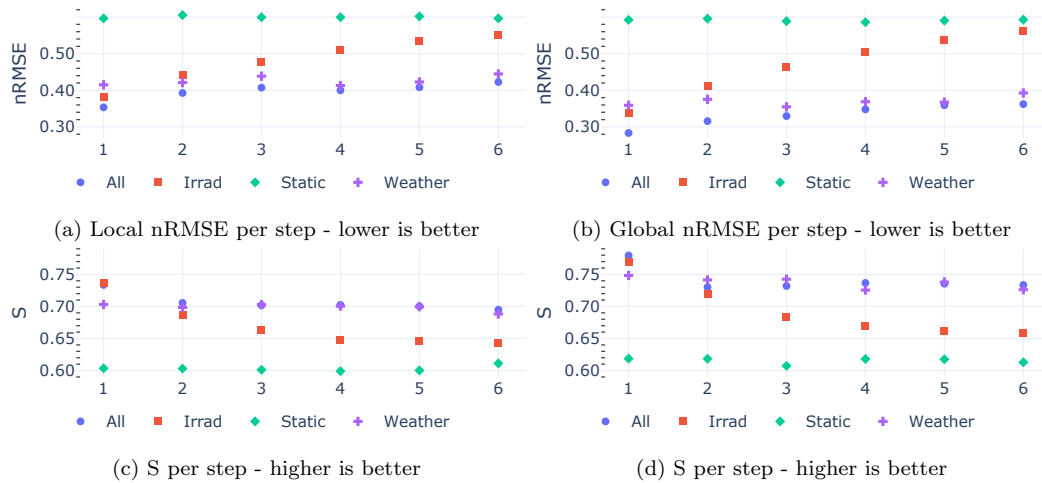 nRMSE
0.50
0.40
0.30
1 2 3 4 5 6
All Irrad Static Weather
(a) Local nRMSE per step - lower is better
nRMSE
0.50
0.40
0.30
1 2 3 4 5 6
All Irrad Static Weather
(b) Global nRMSE per step - lower is better
S
0.75
0.70
0.65
0.60
1 2 3 4 5 6
All Irrad Static Weather
(c) S per step - higher is better
S
0.75
0.70
0.65
0.60
1 2 3 4 5 6
All Irrad Static Weather
(d) S per step - higher is better